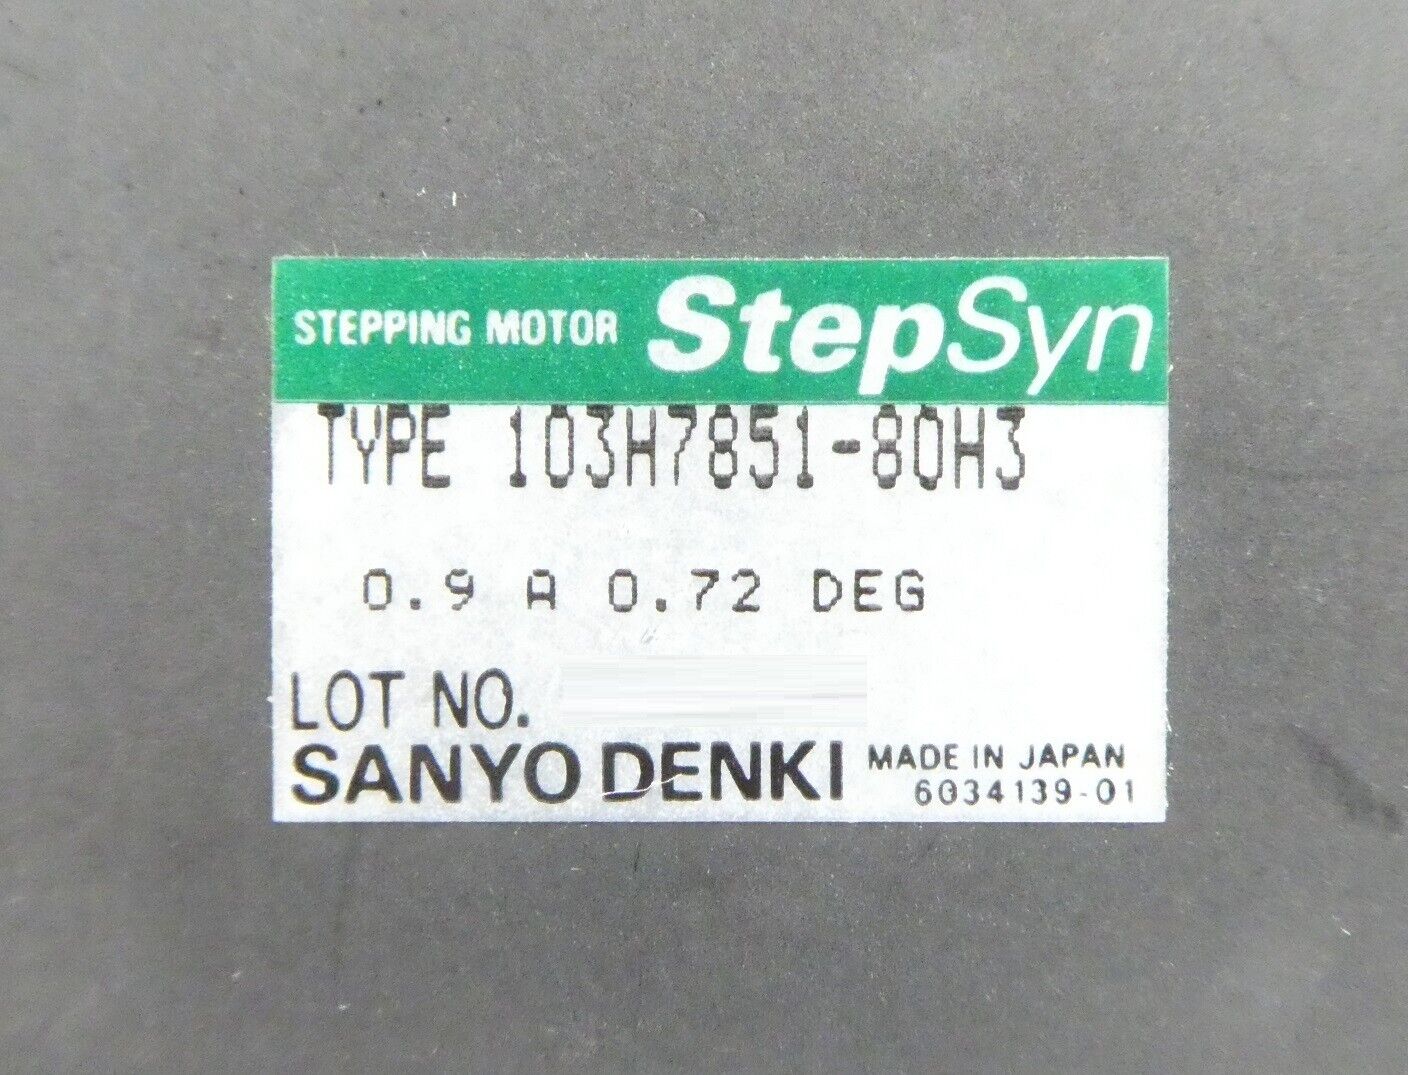 STEPPING MOTOR StepSyn
TYPE 103H7851-80H3
0.9 A 0.72 DEG
LOT NO.
SANYO DENKI MADE IN JAPAN
6034139-01